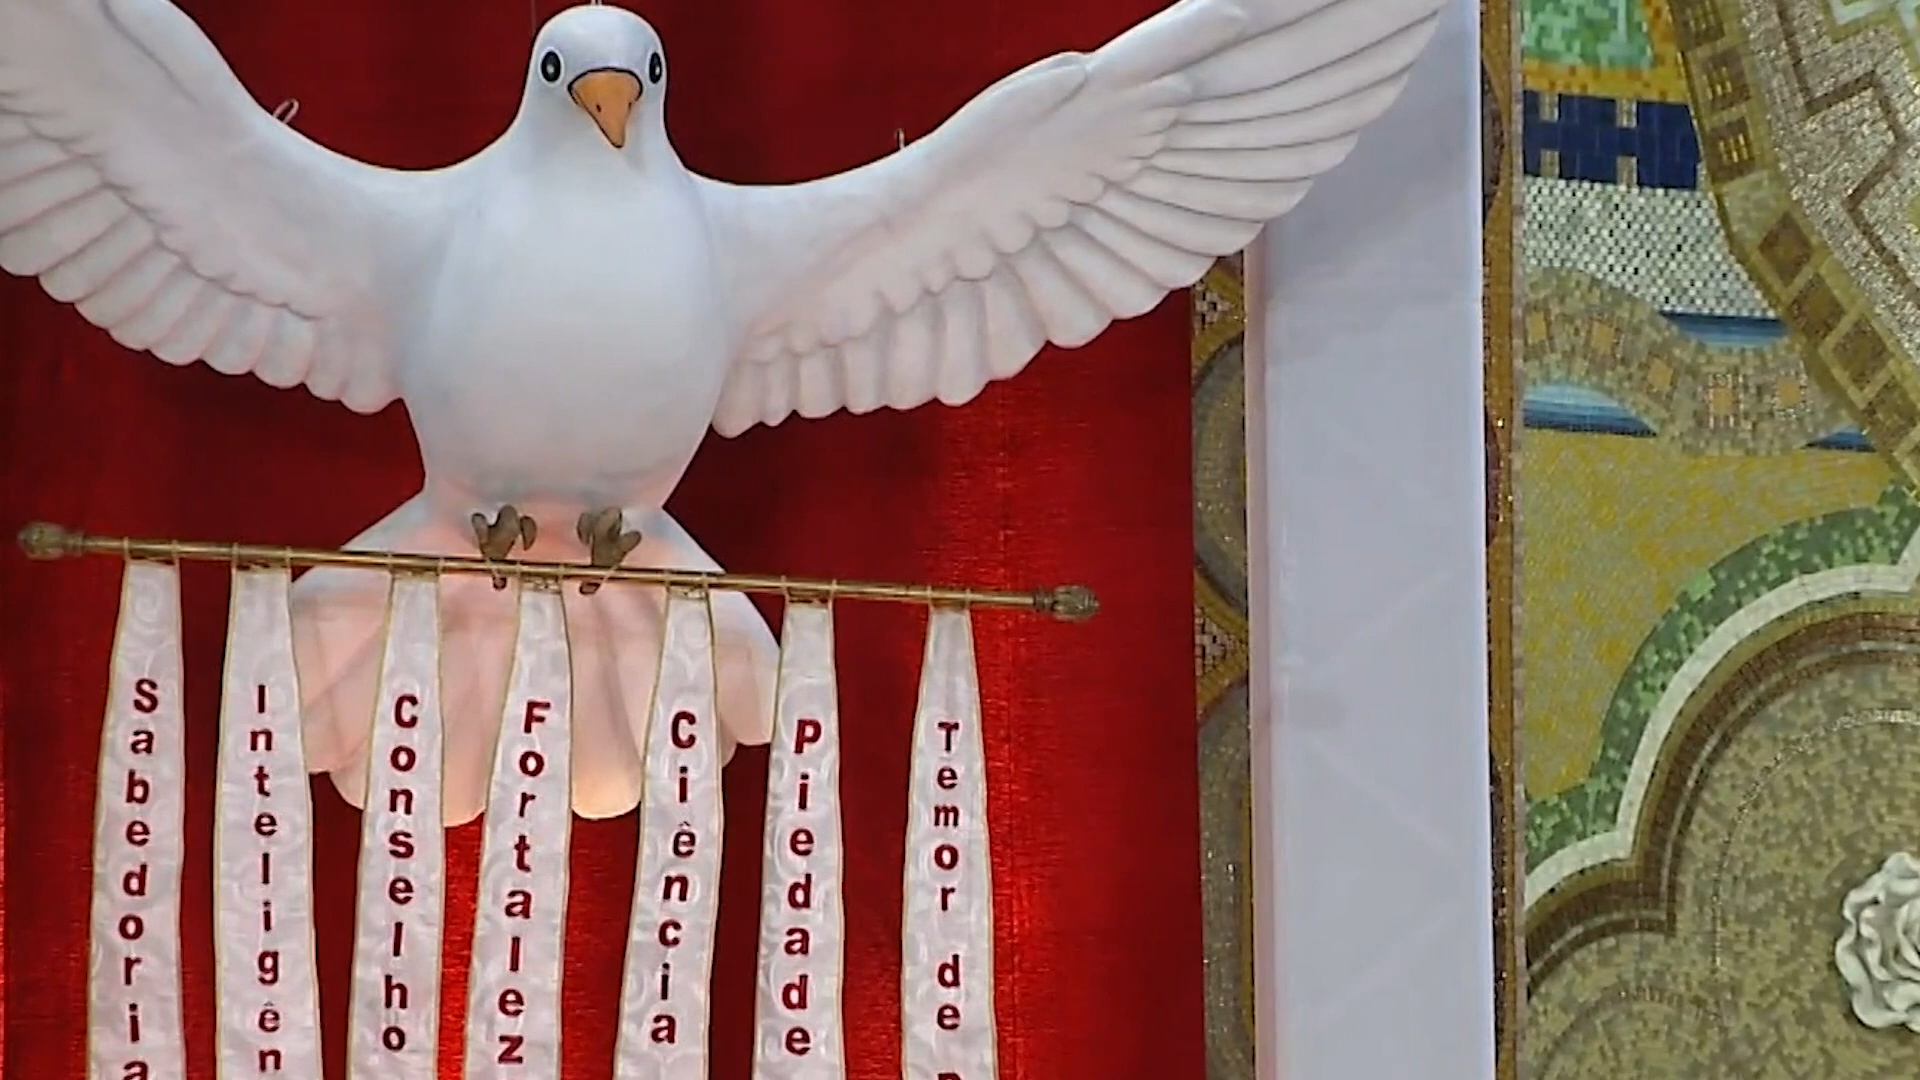 Sabedoria
Inteligên
Conselho
Fortalez
Ciência
Piedade
Temor de